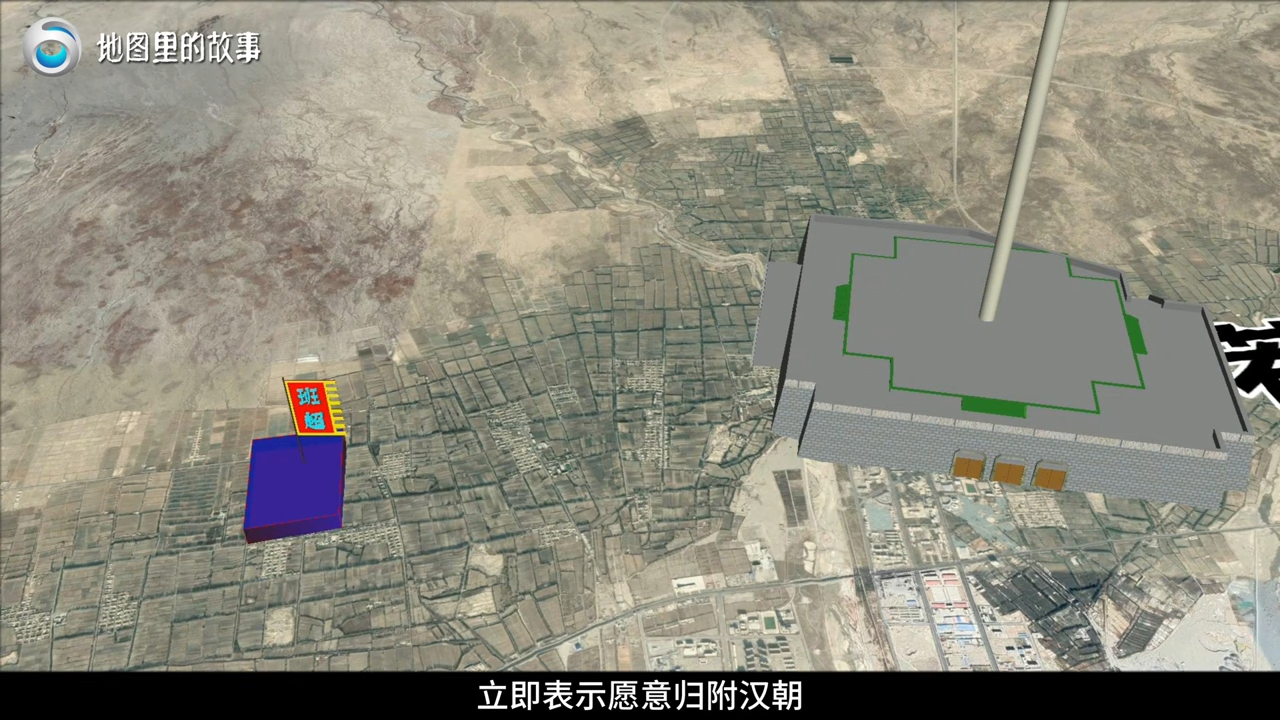 地图里的故事
班
超
立即表示愿意归附汉朝